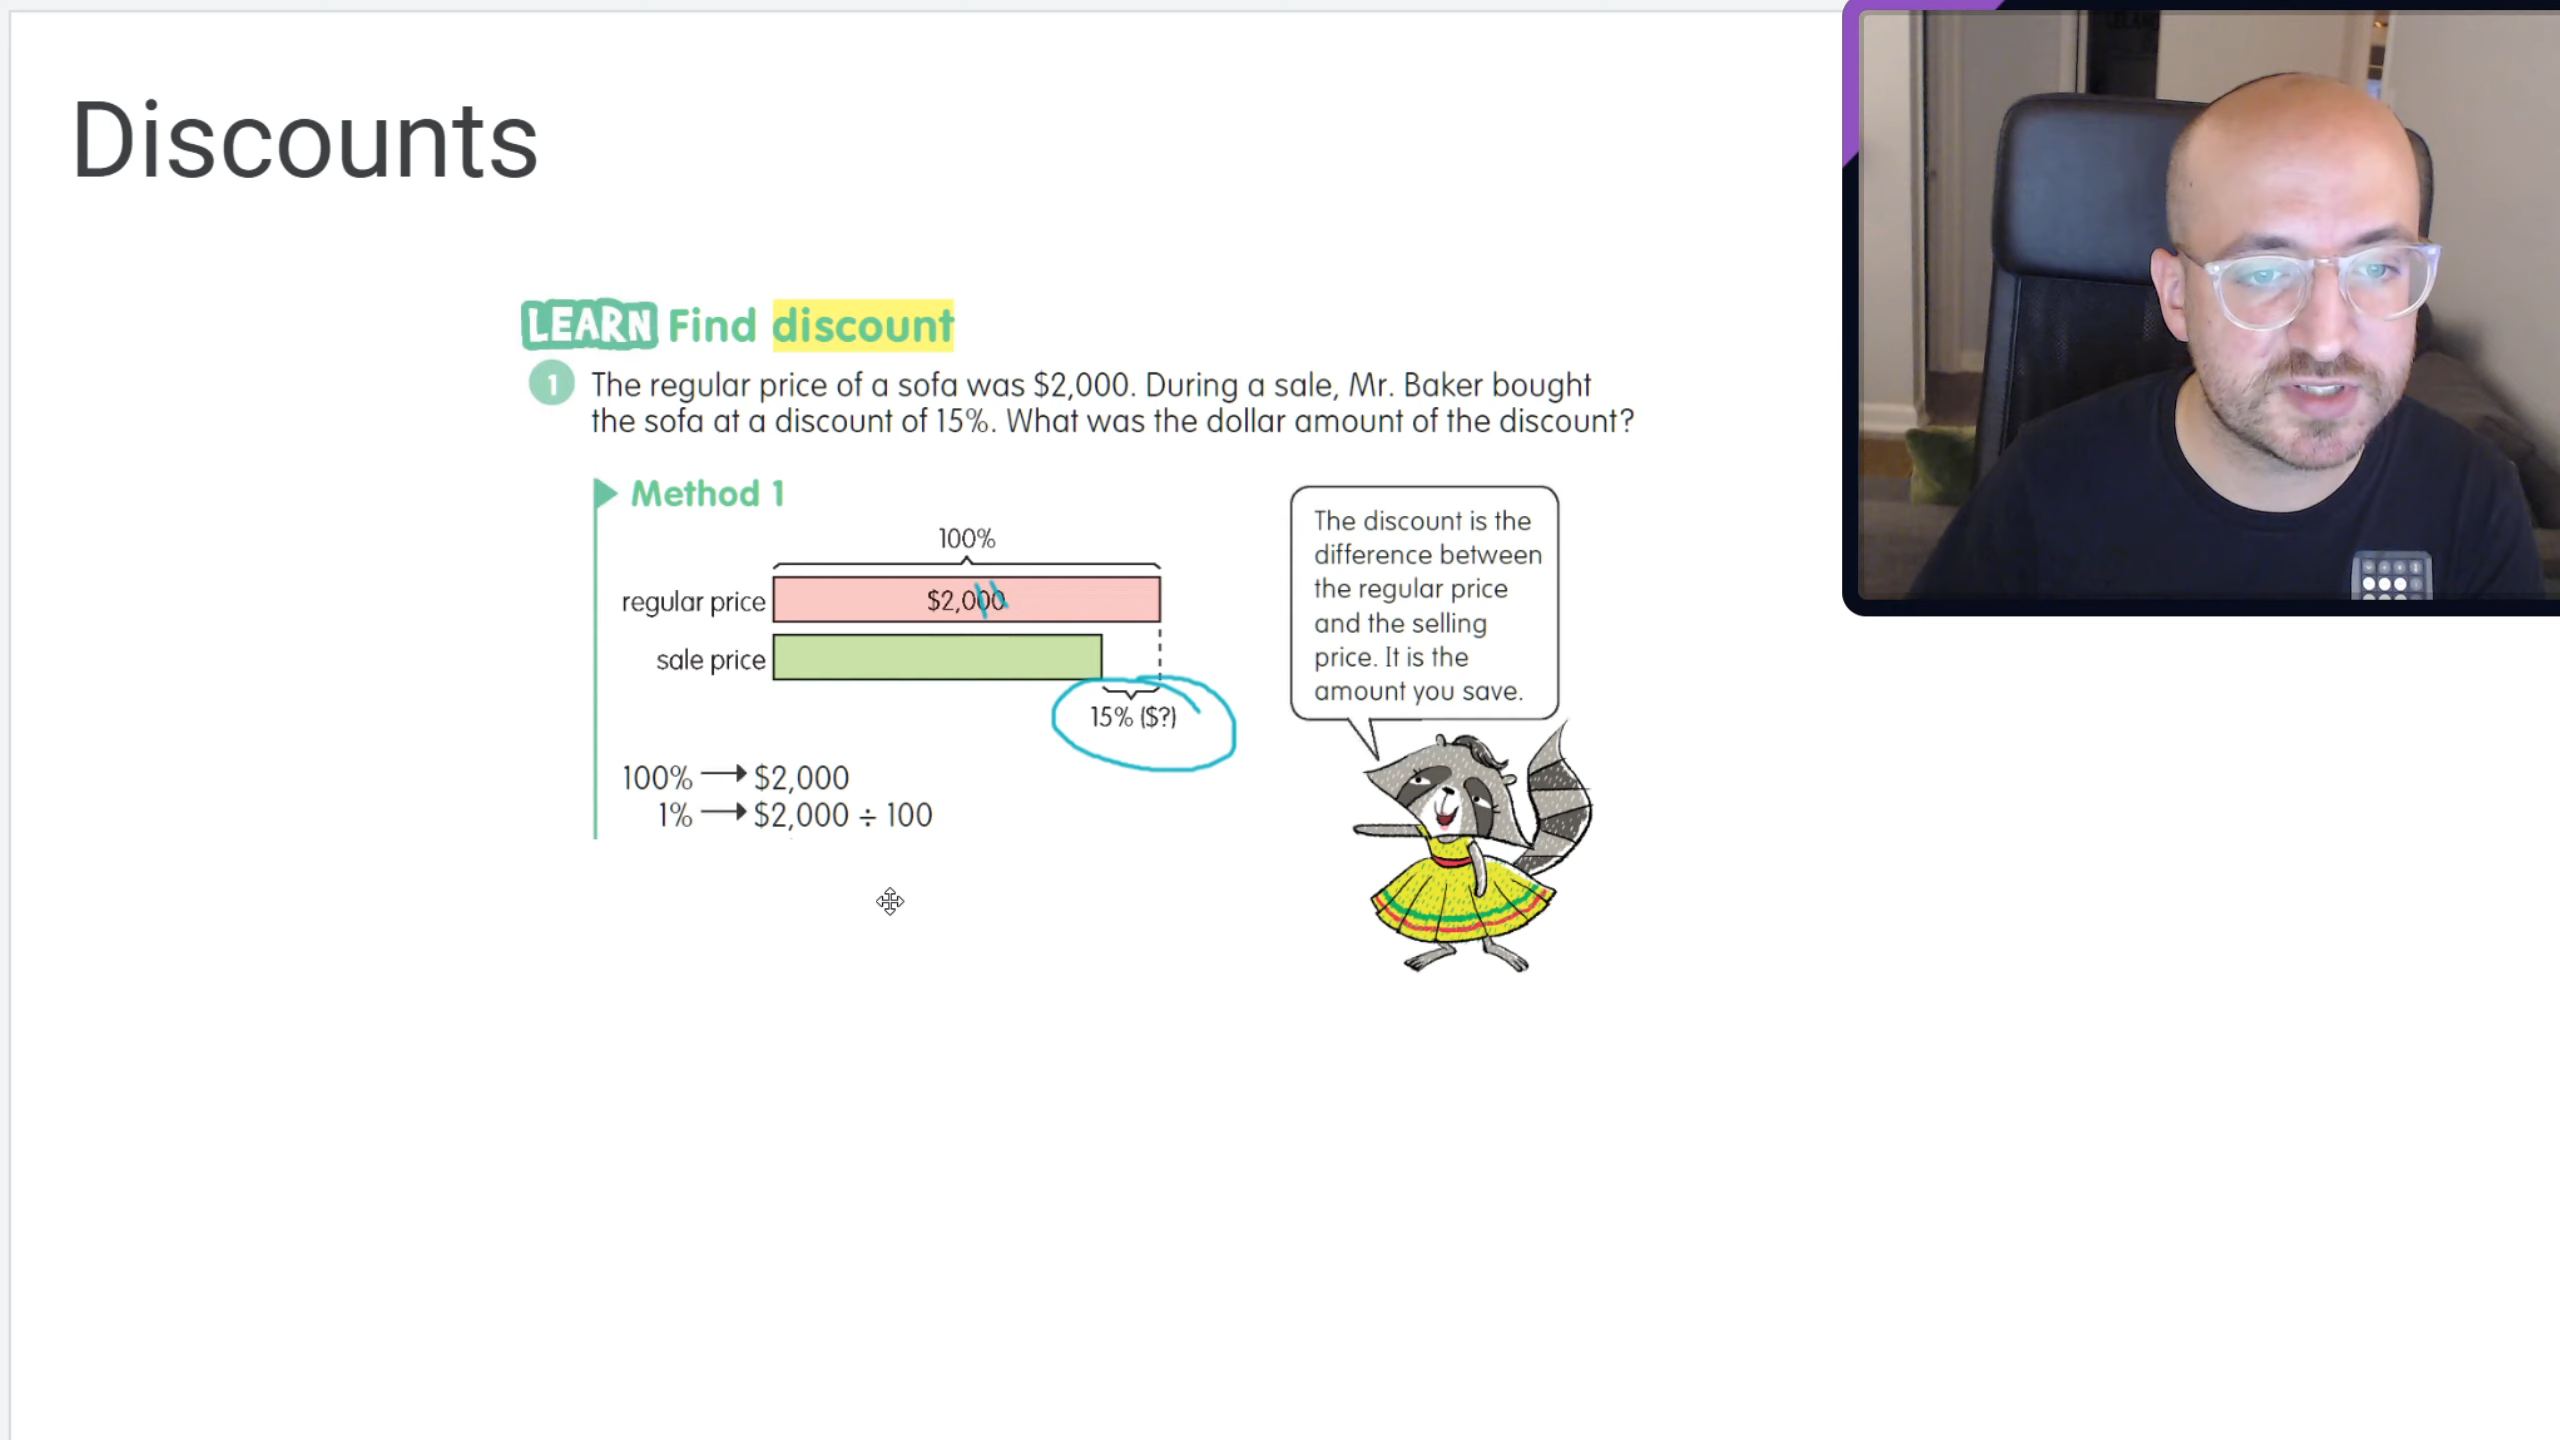 Discounts
LEARN Find discount
1 The regular price of a sofa was $2,000. During a sale, Mr. Baker bought
the sofa at a discount of 15%. What was the dollar amount of the discount?
Method 1
100%
regular price $2,000
sale price
15% ($?)
100% → $2,000
1% → $2,000 ÷ 100
The discount is the
difference between
the regular price
and the selling
price. It is the
amount you save.